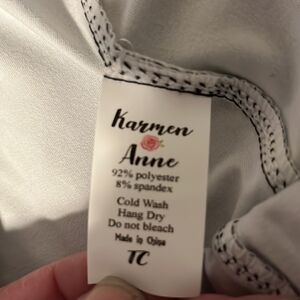 Karmen
Anne
92% polyester
8% spandex
Cold Wash
Hang Dry
Do not bleach
Made in China
TC